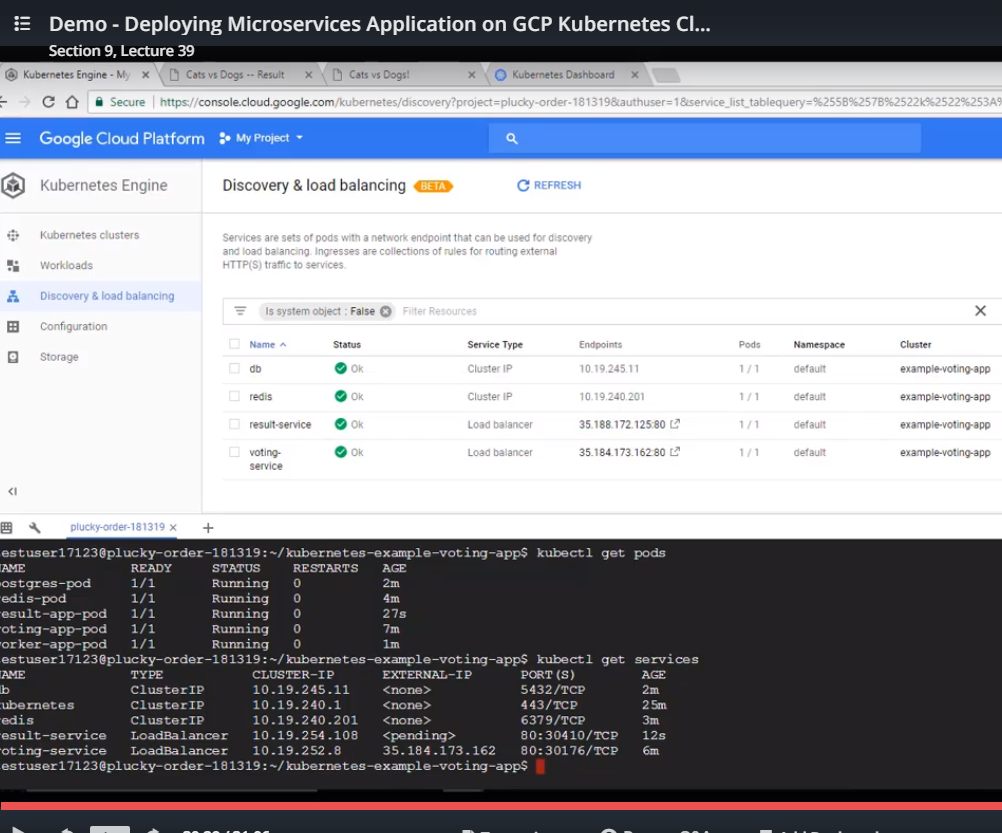 Demo - Deploying Microservices Application on GCP Kubernetes Cl...
Section 9, Lecture 39
Kubernetes Engine - My
Cats vs Dogs -- Result
Cats vs Dogs!
Kubernetes Dashboard
Secure https://console.cloud.google.com/kubernetes/discovery?project=plucky-order-181319&authuser=1&service_list_tablequery=%255B%257B%2522k%2522%253A%
Google Cloud Platform My Project
Kubernetes Engine
Discovery & load balancing BETA REFRESH
Kubernetes clusters
Workloads
Discovery & load balancing
Configuration
Storage
Services are sets of pods with a network endpoint that can be used for discovery
and load balancing. Ingresses are collections of rules for routing external
HTTP(S) traffic to services.
Is system object : False Filter Resources
Name Status Service Type Endpoints Pods Namespace Cluster
db Ok Cluster IP 10.19.245.11 1 / 1 default example-voting-app
redis Ok Cluster IP 10.19.240.201 1 / 1 default example-voting-app
result-service Ok Load balancer 35.188.172.125:80 1 / 1 default example-voting-app
voting- Ok Load balancer 35.184.173.162:80 1 / 1 default example-voting-app
service
plucky-order-181319 × +
estuser17123@plucky-order-181319:~/kubernetes-example-voting-app$ kubectl get pods
AME READY STATUS RESTARTS AGE
ostgres-pod 1/1 Running 0 2m
edis-pod 1/1 Running 0 4m
esult-app-pod 1/1 Running 0 27s
oting-app-pod 1/1 Running 0 7m
orker-app-pod 1/1 Running 0 1m
estuser17123@plucky-order-181319:~/kubernetes-example-voting-app$ kubectl get services
AME TYPE CLUSTER-IP EXTERNAL-IP PORT(S) AGE
b ClusterIP 10.19.245.11 <none> 5432/TCP 2m
ubernetes ClusterIP 10.19.240.1 <none> 443/TCP 25m
edis ClusterIP 10.19.240.201 <none> 6379/TCP 3m
esult-service LoadBalancer 10.19.254.108 <pending> 80:30410/TCP 12s
oting-service LoadBalancer 10.19.252.8 35.184.173.162 80:30176/TCP 6m
estuser17123@plucky-order-181319:~/kubernetes-example-voting-app$